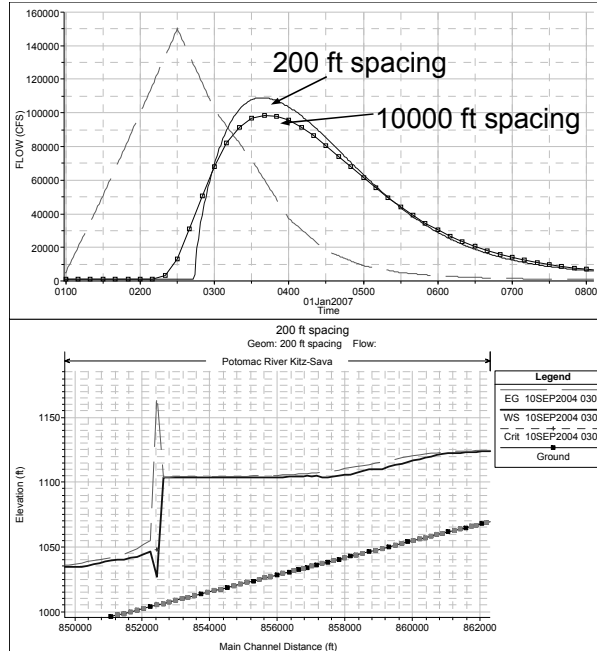 160000
140000
120000
100000
80000
60000
40000
20000
0
FLOW (CFS)
200 ft spacing
10000 ft spacing
0100 0200 0300 0400 0500 0600 0700 0800
01Jan2007
Time
200 ft spacing
Geom: 200 ft spacing Flow:
Potomac River Kitz-Sava
Legend
EG 10SEP2004 030
WS 10SEP2004 030
Crit 10SEP2004 030
Ground
1150
1100
1050
1000
Elevation (ft)
850000 852000 854000 856000 858000 860000 862000
Main Channel Distance (ft)